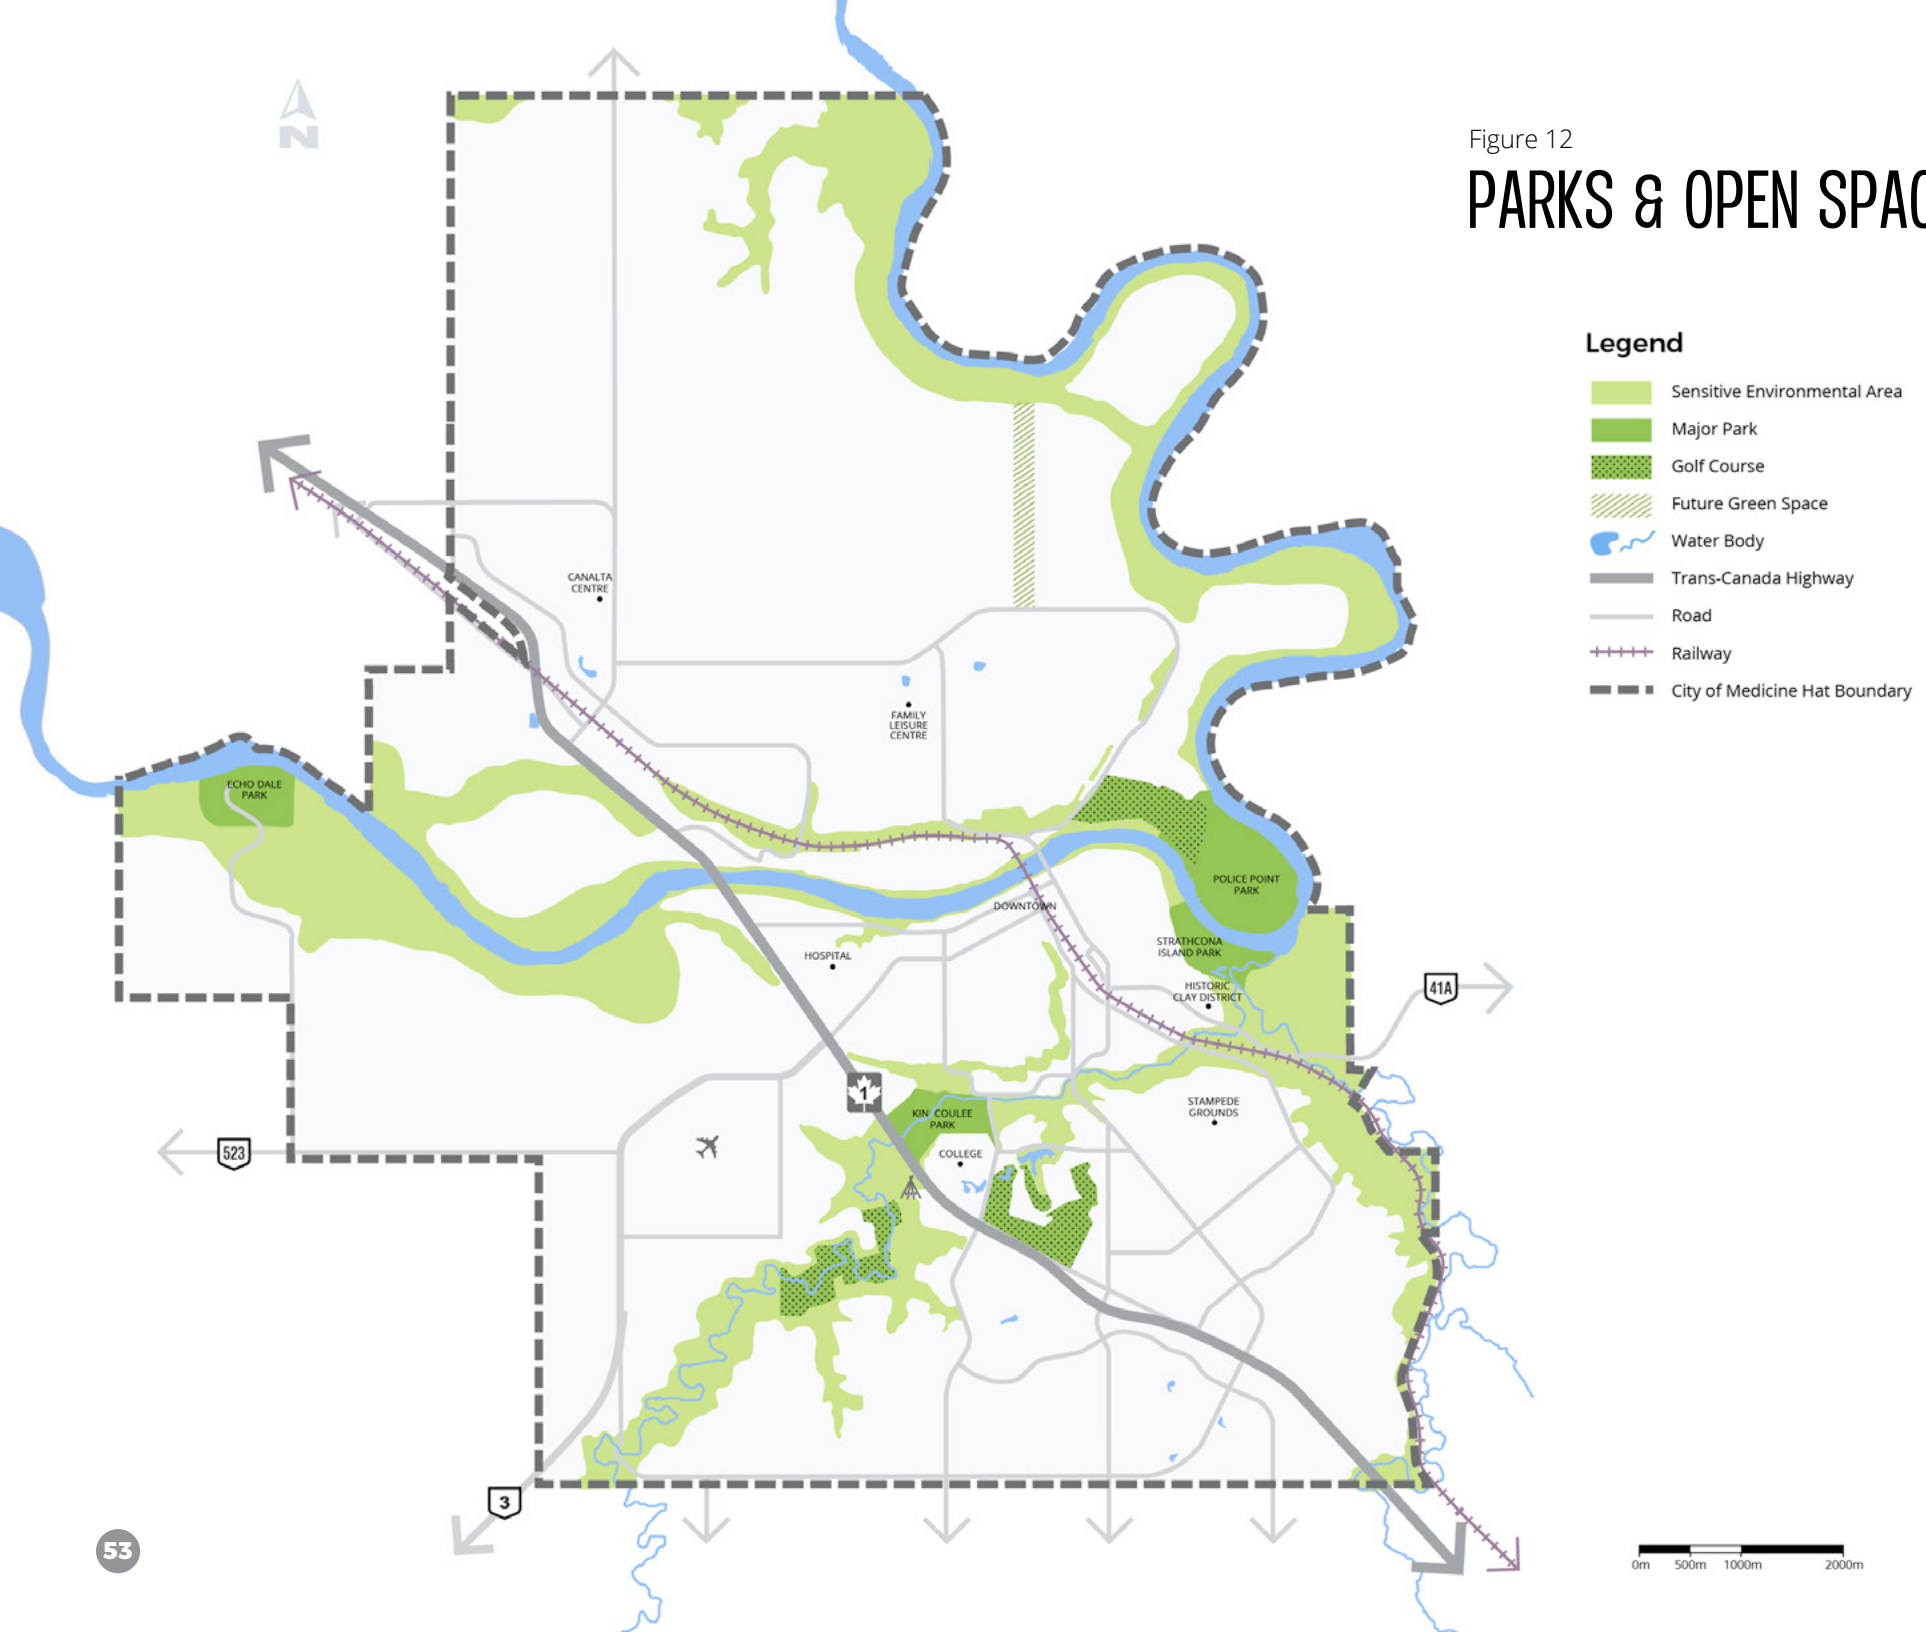 N
Figure 12
PARKS & OPEN SPAC
Legend
Sensitive Environmental Area
Major Park
Golf Course
Future Green Space
Water Body
Trans-Canada Highway
Road
Railway
City of Medicine Hat Boundary
CANALTA
CENTRE
FAMILY
LEISURE
CENTRE
ECHO DALE
PARK
POLICE POINT
PARK
DOWNTOWN
STRATHCONA
ISLAND PARK
HOSPITAL
HISTORIC
CLAY DISTRICT
41A
1
KIN COULEE
PARK
STAMPEDE
GROUNDS
523
COLLEGE
3
53
0m 500m 1000m 2000m